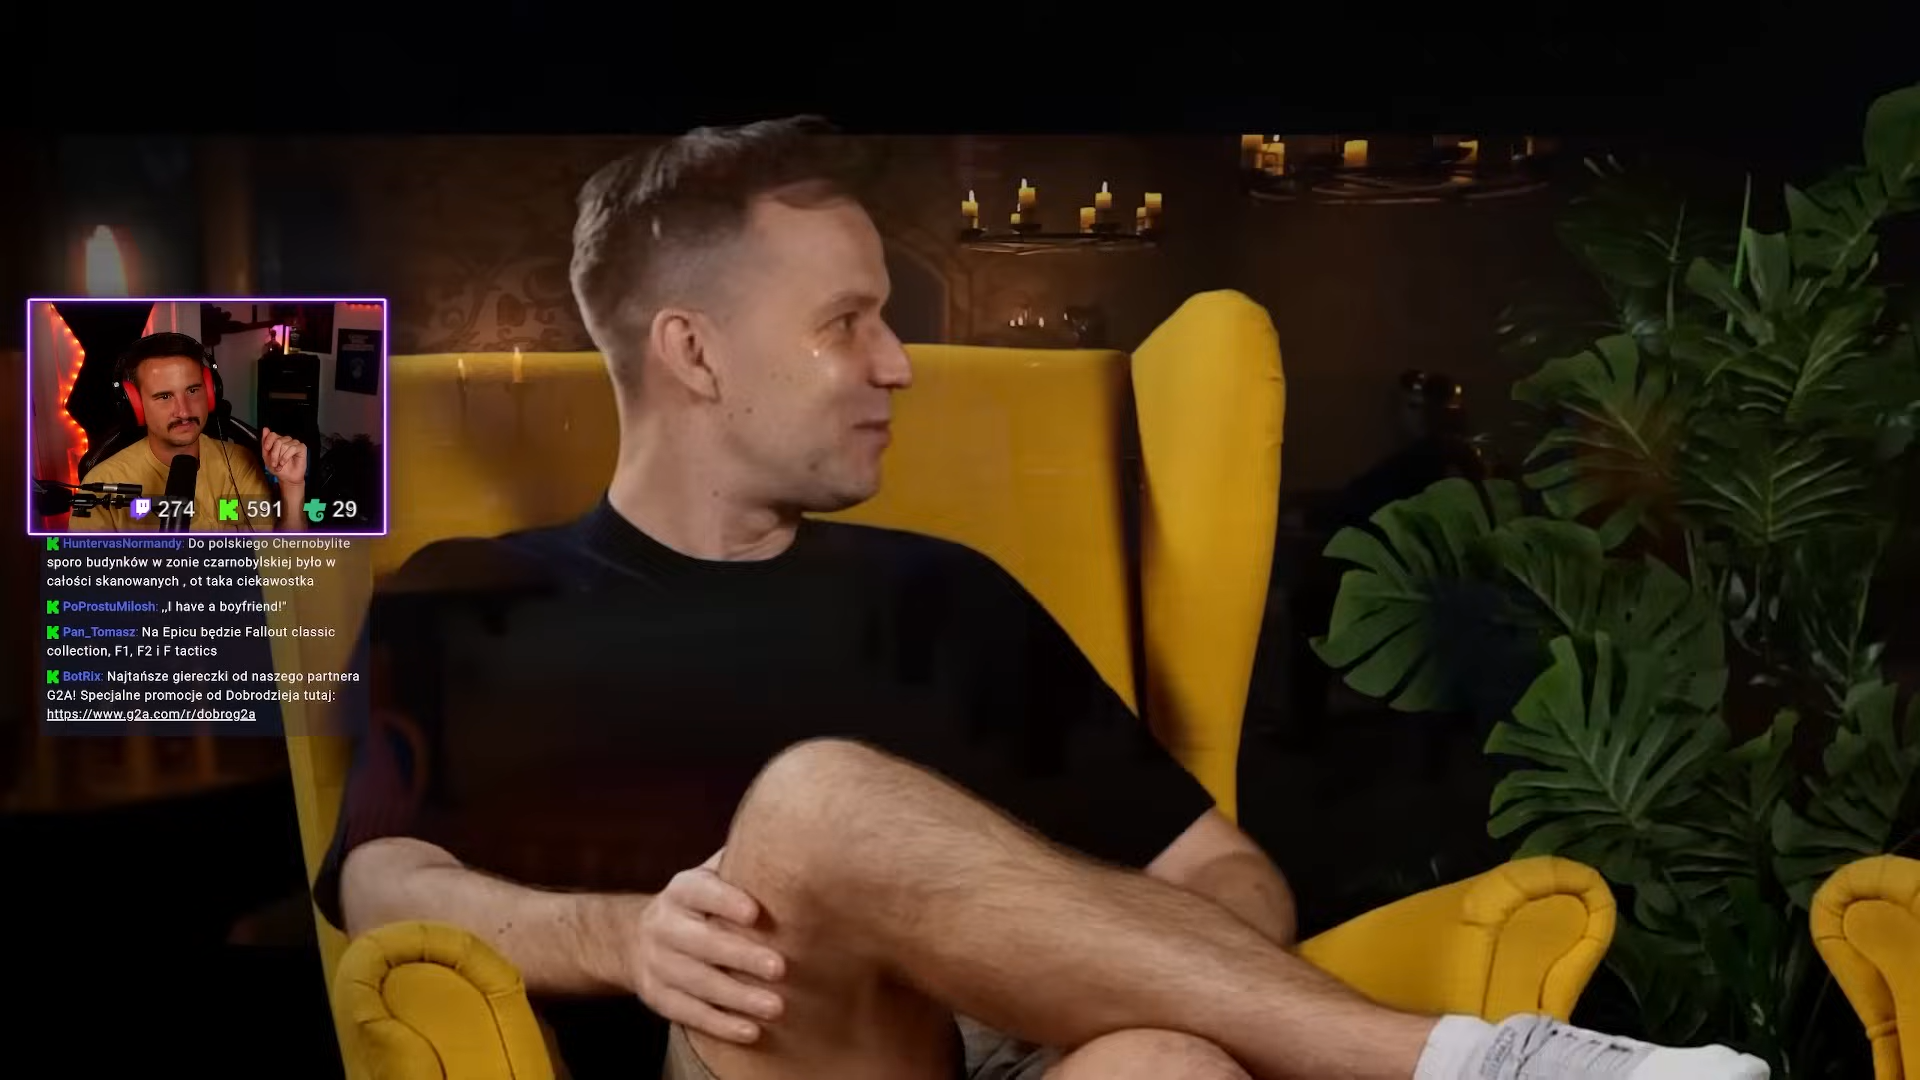 274 591 29
HuntervasNormandy: Do polskiego Chernobylite
sporo budynków w zonie czarnobylskiej było w
całości skanowanych , ot taka ciekawostka
PoProstuMilosh: ,,I have a boyfriend!"
Pan_Tomasz: Na Epicu będzie Fallout classic
collection, F1, F2 i F tactics
BotRix: Najtańsze giereczki od naszego partnera
G2A! Specjalne promocje od Dobrodzieja tutaj:
https://www.g2a.com/r/dobrog2a